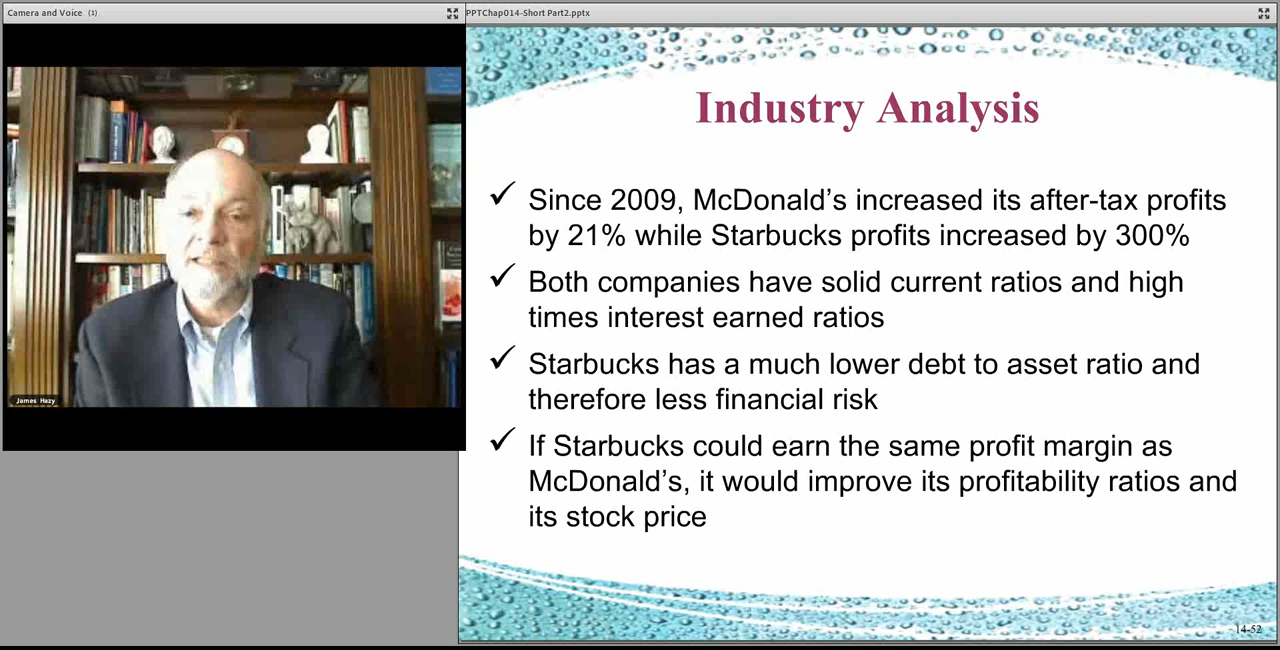 Camera and Voice (1)
PPTChap014-Short Part2.pptx
James Hazy
Industry Analysis
✓ Since 2009, McDonald’s increased its after-tax profits
by 21% while Starbucks profits increased by 300%
✓ Both companies have solid current ratios and high
times interest earned ratios
✓ Starbucks has a much lower debt to asset ratio and
therefore less financial risk
✓ If Starbucks could earn the same profit margin as
McDonald’s, it would improve its profitability ratios and
its stock price
14-52